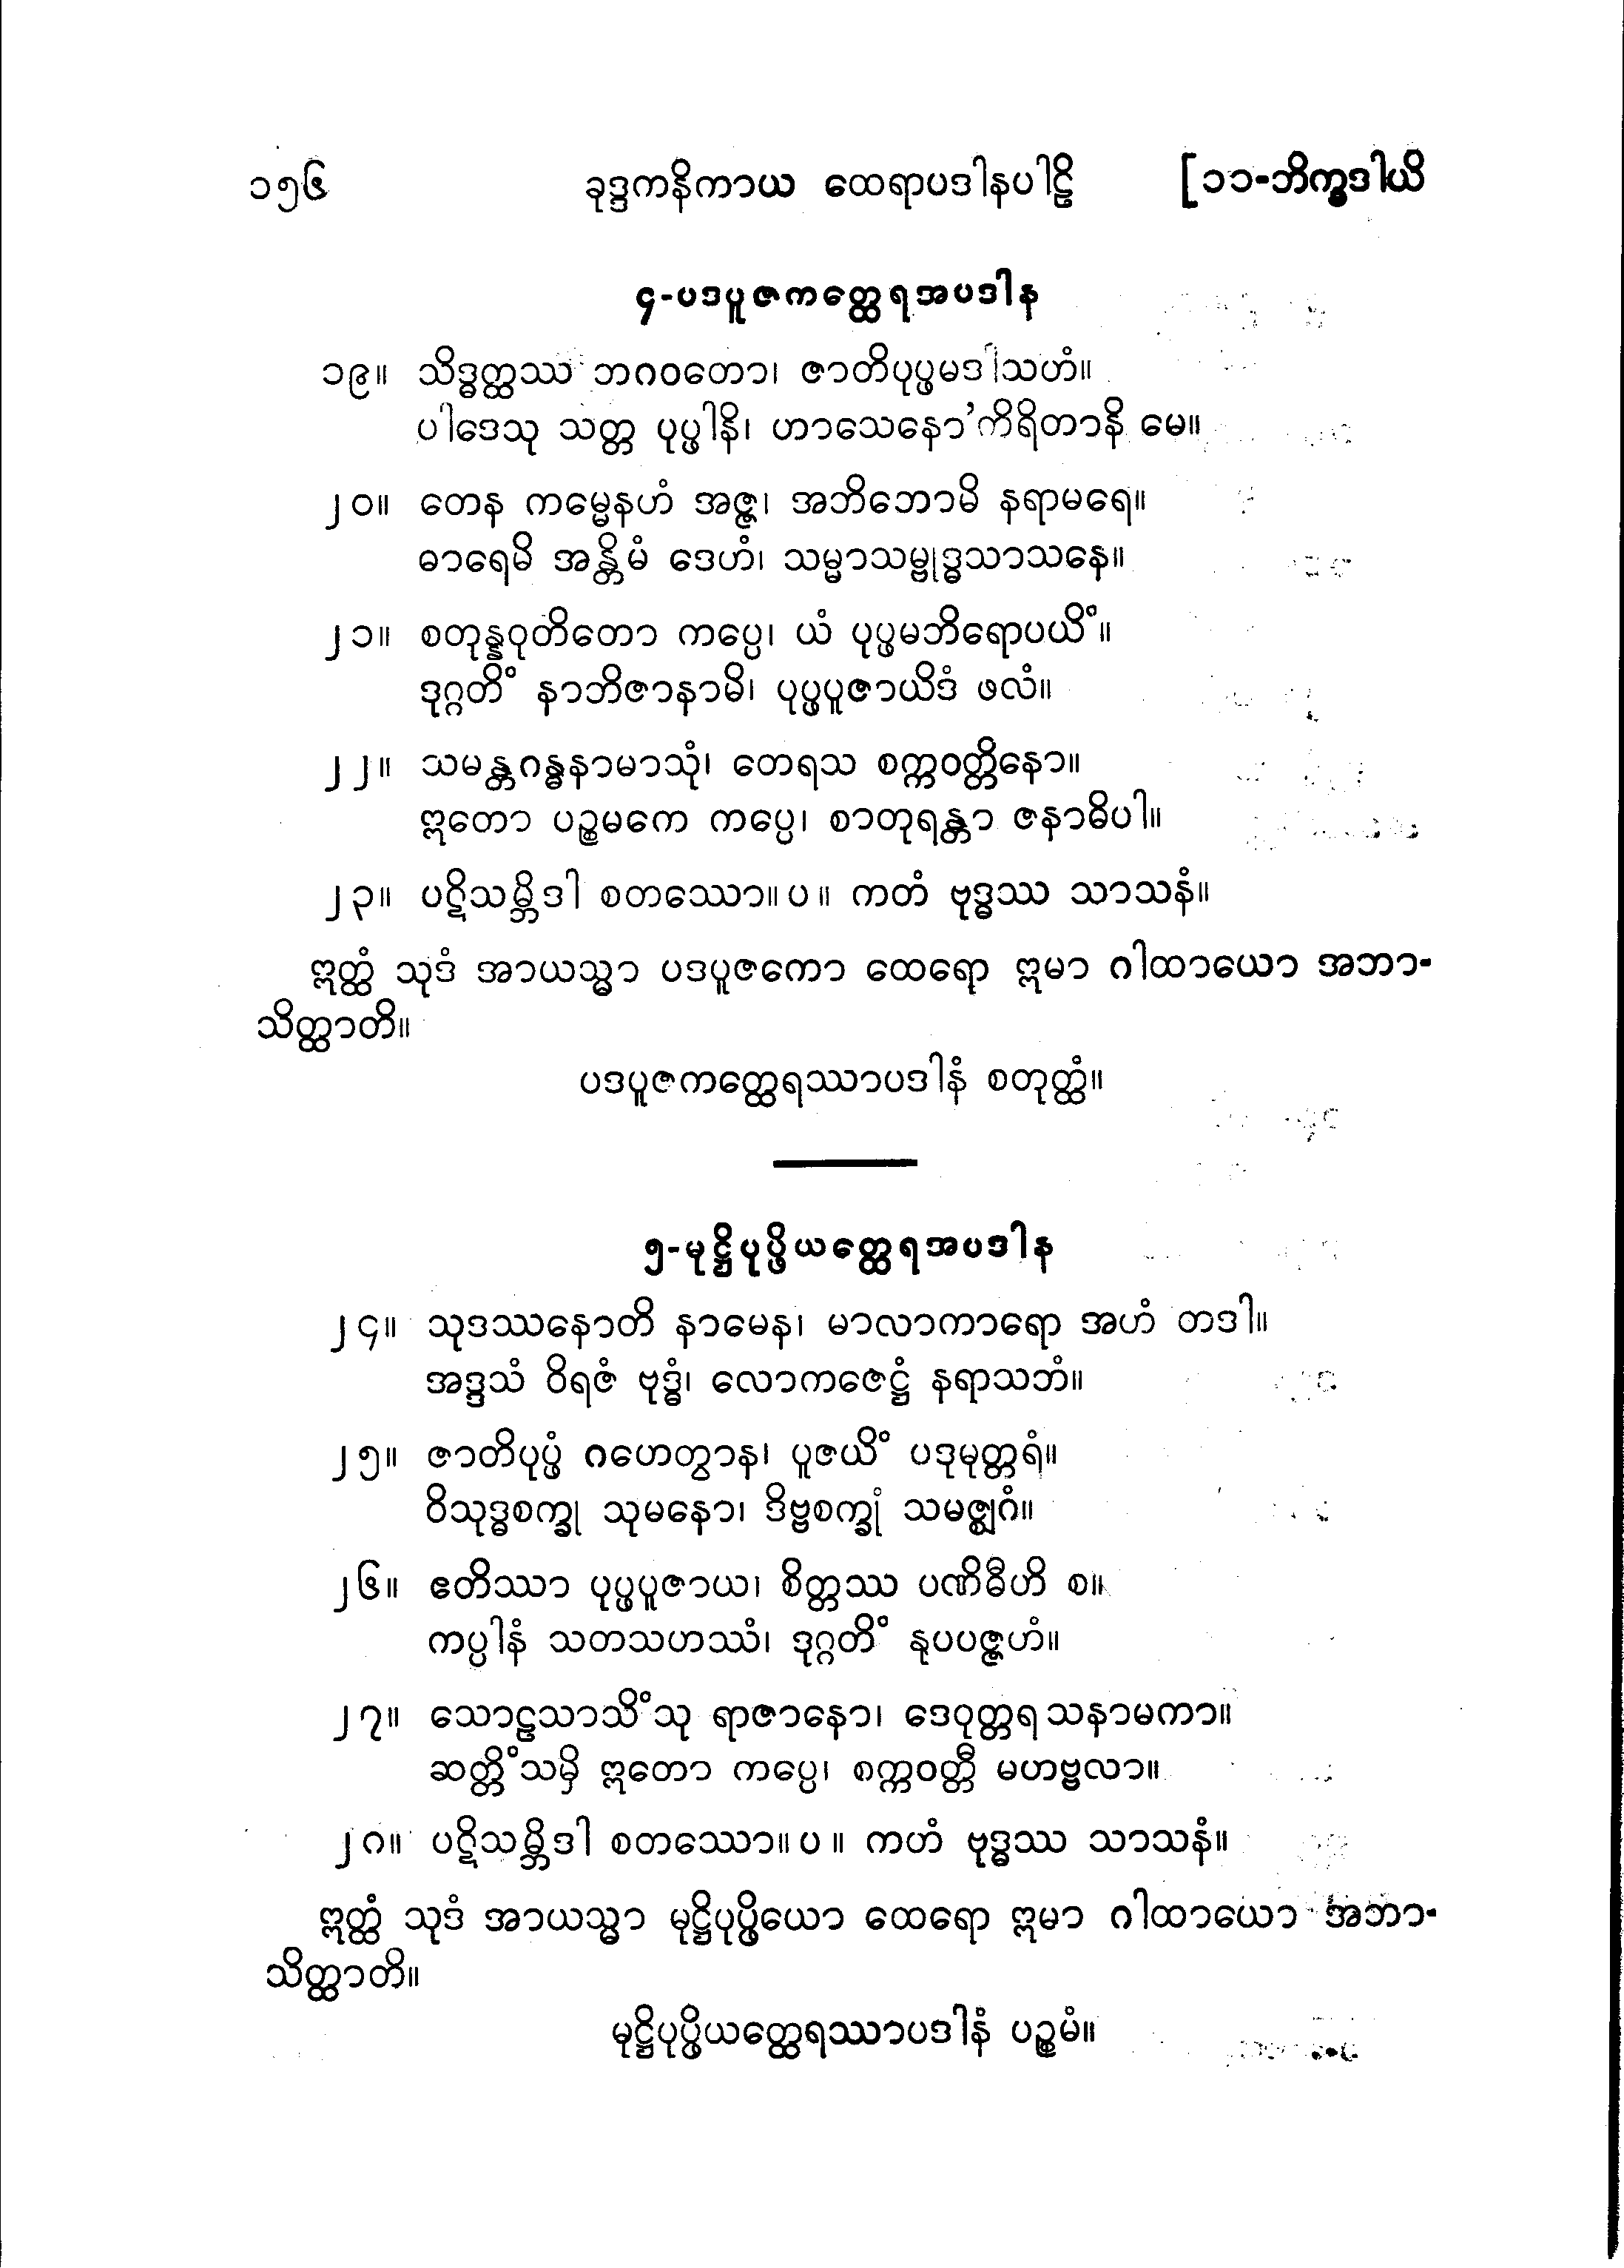 ၁၅၆ ခုဒ္ဒကနိကာယ ထေရာပဒါနပါဠိ [၁၁-ဘိက္ခဒါယိ
၄-ပဒပူဇကတ္ထေရအပဒါန
၁၉။ သိဒ္ဓတ္ထဿ ဘဂဝတော၊ ဇာတိပုပ္ဖမဒါသဟံ။
ပါဒေသု သတ္တ ပုပ္ဖါနိ၊ ဟာသေနော’ကိရိတာနိ မေ။
၂၀။ တေန ကမ္မေနဟံ အဇ္ဇ၊ အဘိဘောမိ နရာမရေ။
ဓာရေမိ အန္တိမံ ဒေဟံ၊ သမ္မာသမ္ဗုဒ္ဓသာသနေ။
၂၁။ စတုန္နဝုတိတော ကပ္ပေ၊ ယံ ပုပ္ဖမဘိရောပယိံ။
ဒုဂ္ဂတိံ နာဘိဇာနာမိ၊ ပုပ္ဖပူဇာယိဒံ ဖလံ။
၂၂။ သမန္တဂန္ဓနာမာသုံ၊ တေရသ စက္ကဝတ္တိနော။
ဣတော ပဉ္စမကေ ကပ္ပေ၊ စာတုရန္တာ ဇနာဓိပါ။
၂၃။ ပဋိသမ္ဘိဒါ စတဿော။ပ။ ကတံ ဗုဒ္ဓဿ သာသနံ။
ဣတ္ထံ သုဒံ အာယသ္မာ ပဒပူဇကော ထေရော ဣမာ ဂါထာယော အဘာ-
သိတ္ထာတိ။
ပဒပူဇကတ္ထေရဿာပဒါနံ စတုတ္ထံ။
၅-မုဋ္ဌိပုပ္ဖိယတ္ထေရအပဒါန
၂၄။ သုဒဿနောတိ နာမေန၊ မာလာကာရော အဟံ တဒါ။
အဒ္ဒသံ ဝိရဇံ ဗုဒ္ဓံ၊ လောကဇေဋ္ဌံ နရာသဘံ။
၂၅။ ဇာတိပုပ္ဖံ ဂဟေတွာန၊ ပူဇယိံ ပဒုမုတ္တရံ။
ဝိသုဒ္ဓစက္ခု သုမနော၊ ဒိဗ္ဗစက္ခုံ သမဇ္ဈဂံ။
၂၆။ ဧတိဿာ ပုပ္ဖပူဇာယ၊ စိတ္တဿ ပဏိဓီဟိ စ။
ကပ္ပါနံ သတသဟဿံ၊ ဒုဂ္ဂတိံ နုပပဇ္ဇဟံ။
၂၇။ သောဠသာသိံသု ရာဇာနော၊ ဒေဝုတ္တရသနာမကာ။
ဆတ္တိံသမှိ ဣတော ကပ္ပေ၊ စက္ကဝတ္တီ မဟဗ္ဗလာ။
၂၈။ ပဋိသမ္ဘိဒါ စတဿော။ပ။ ကဟံ ဗုဒ္ဓဿ သာသနံ။
ဣတ္ထံ သုဒံ အာယသ္မာ မုဋ္ဌိပုပ္ဖိယော ထေရော ဣမာ ဂါထာယော အဘာ-
သိတ္ထာတိ။
မုဋ္ဌိပုပ္ဖိယတ္ထေရဿာပဒါနံ ပဉ္စမံ။